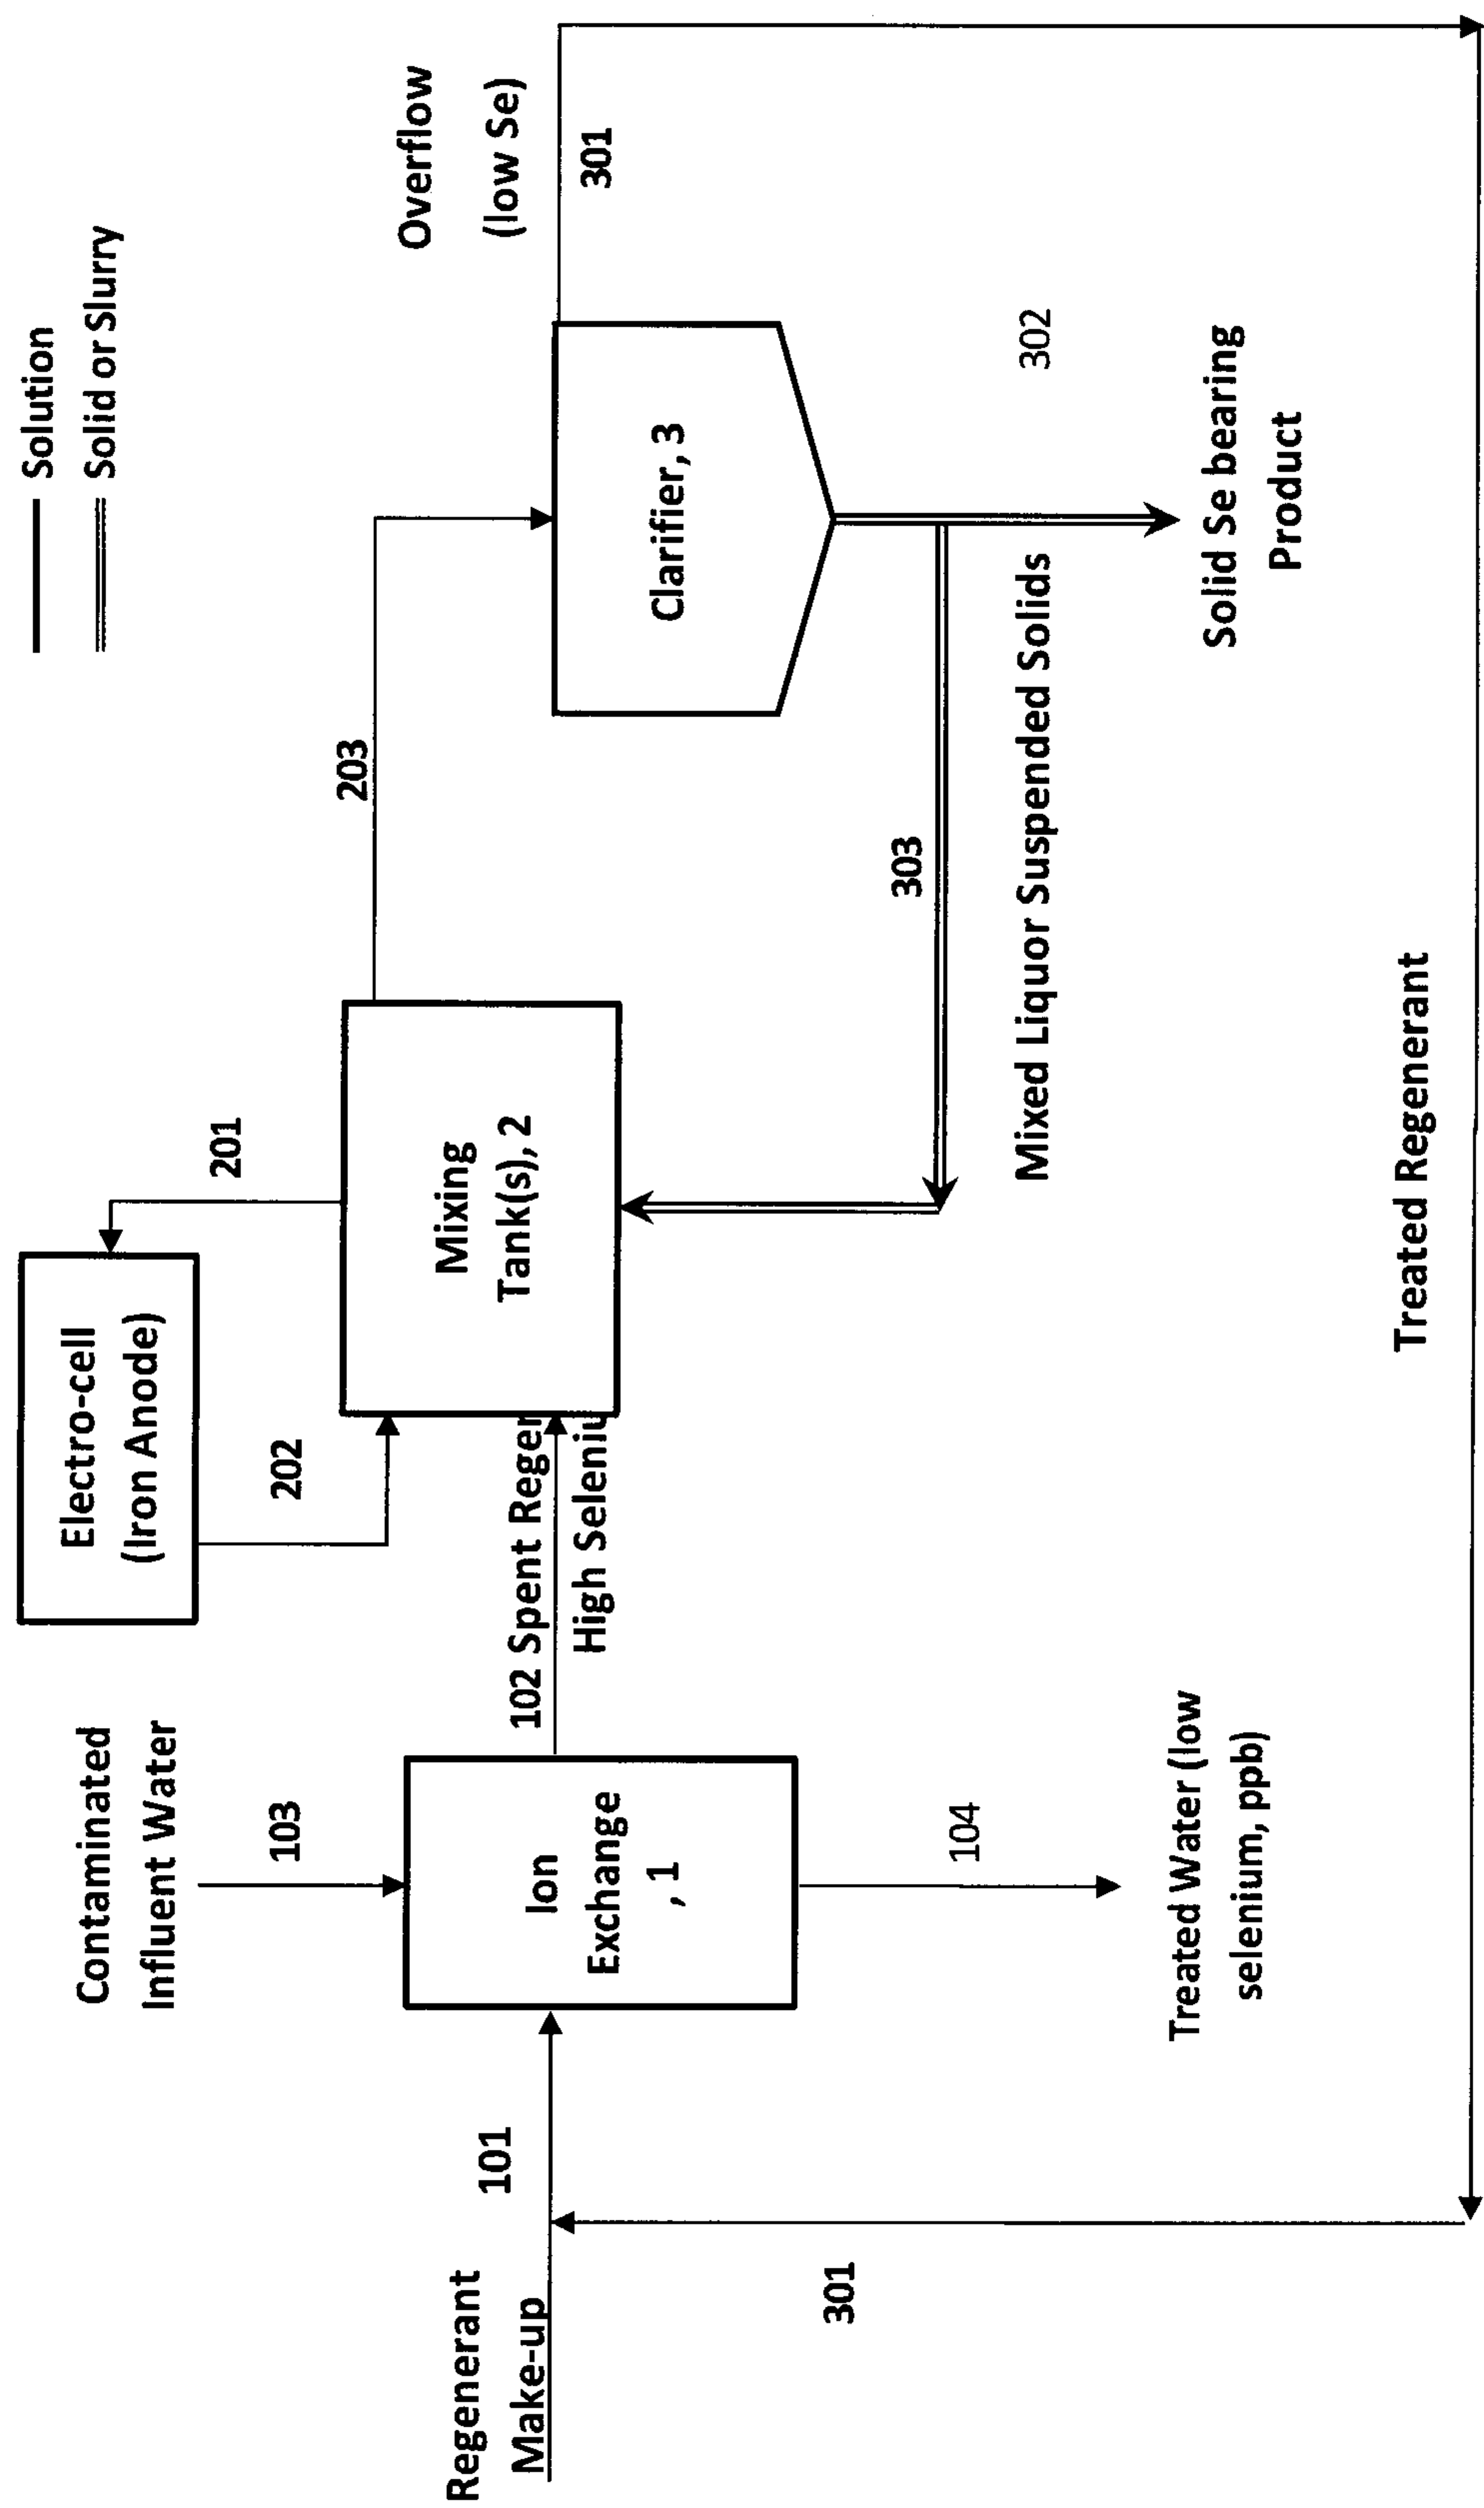 Solution
Solid or Slurry
Electro-cell
(Iron Anode)
201
202
Contaminated
Influent Water
103
203
Overflow
(low Se)
301
Regenerant
Make-up
101
Ion
Exchange
, 1
102 Spent Reger
High Seleniu
Mixing
Tank(s), 2
Clarifier, 3
303
302
104
301
Mixed Liquor Suspended Solids
Treated Water (low
selenium, ppb)
Solid Se bearing
Product
Treated Regenerant